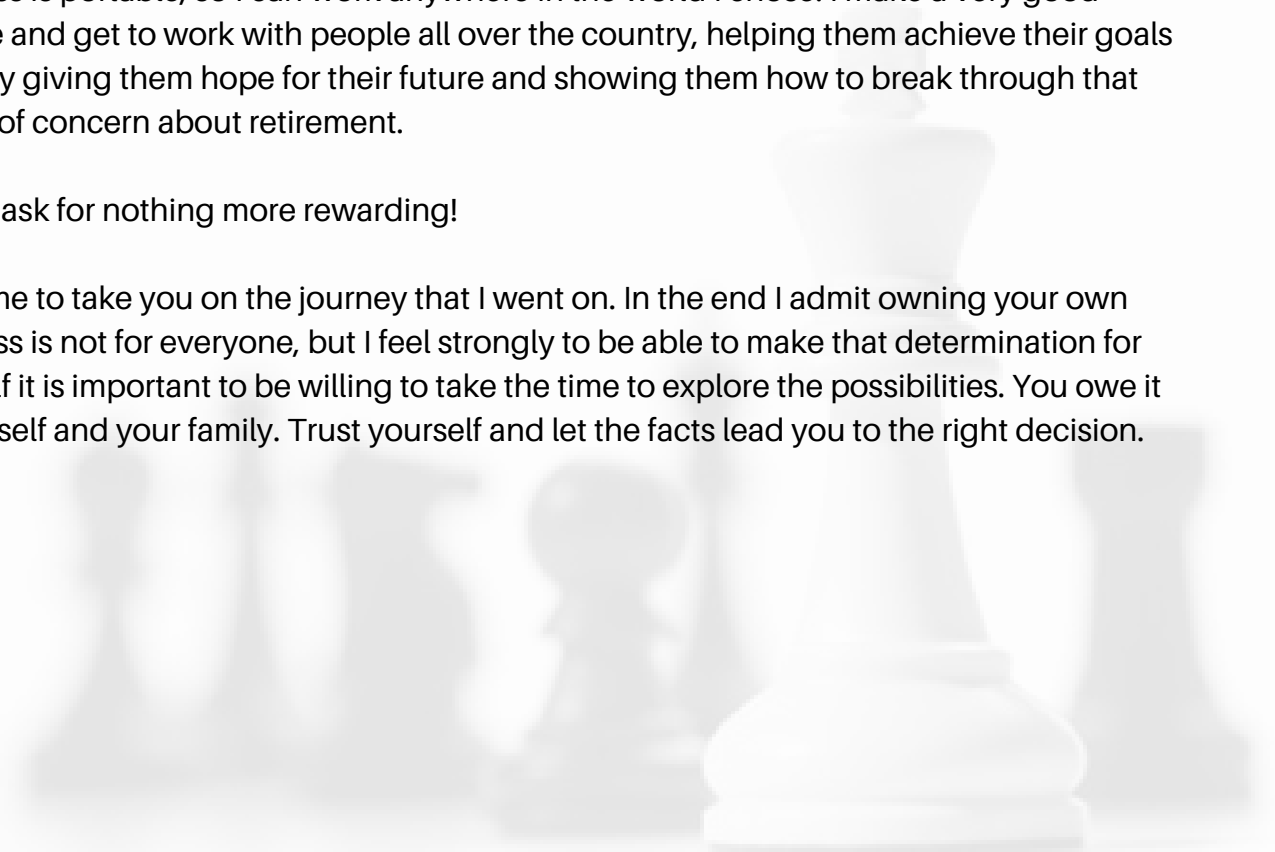 and get to work with people all over the country, helping them achieve their goals
giving them hope for their future and showing them how to break through that
of concern about retirement.
ask for nothing more rewarding!
to take you on the journey that I went on. In the end I admit owning your own
is not for everyone, but I feel strongly to be able to make that determination for
it is important to be willing to take the time to explore the possibilities. You owe it
self and your family. Trust yourself and let the facts lead you to the right decision.